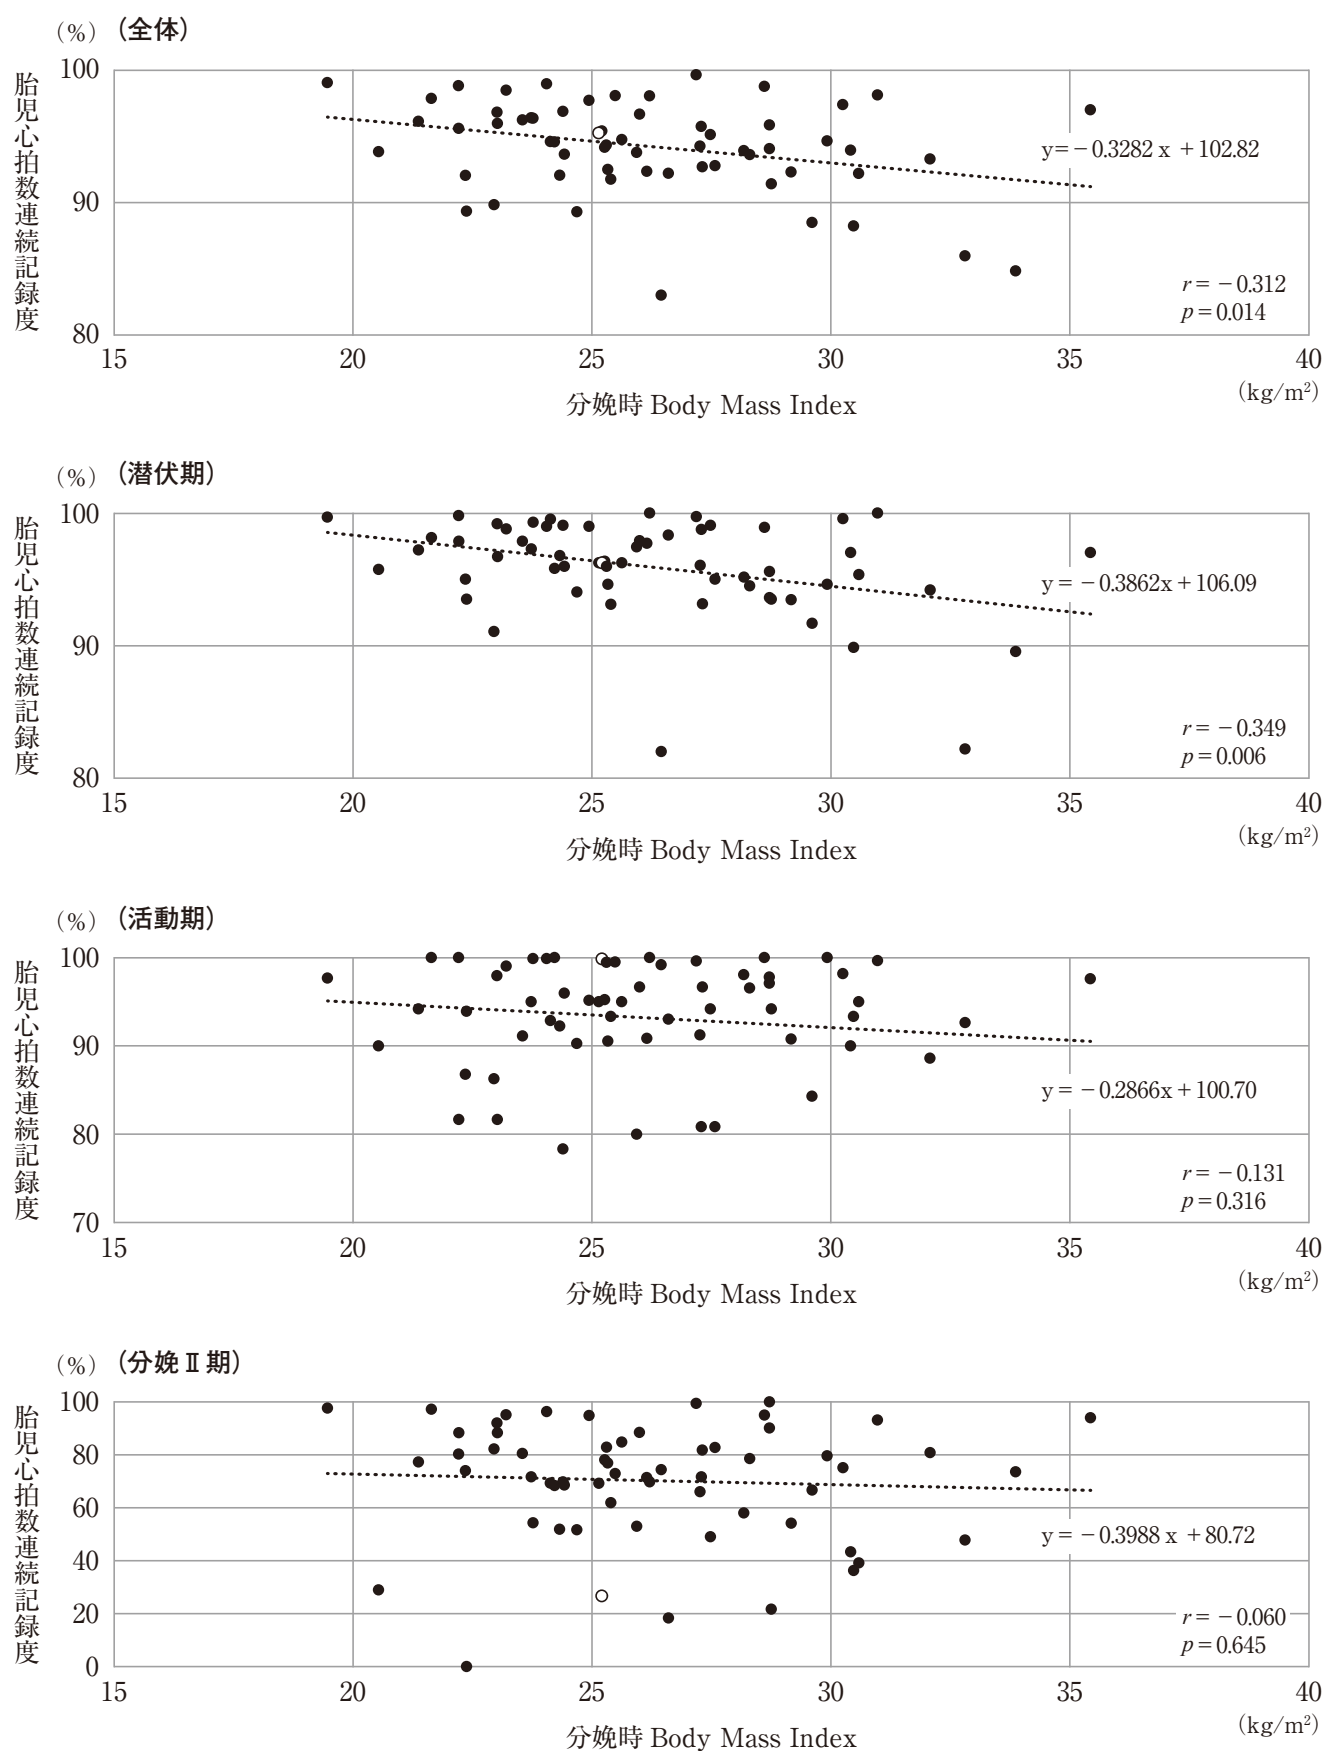 (%) (全体)
胎児心拍数連続記録度
100
90
80
y=－0.3282 x ＋102.82
r＝－0.312
p＝0.014
15 20 25 30 35 40
(kg/m²)
分娩時 Body Mass Index
(%) (潜伏期)
胎児心拍数連続記録度
100
90
80
y＝－0.3862x＋106.09
r＝－0.349
p＝0.006
15 20 25 30 35 40
(kg/m²)
分娩時 Body Mass Index
(%) (活動期)
胎児心拍数連続記録度
100
90
80
70
y＝－0.2866x＋100.70
r＝－0.131
p＝0.316
15 20 25 30 35 40
(kg/m²)
分娩時 Body Mass Index
(%) (分娩Ⅱ期)
胎児心拍数連続記録度
100
80
60
40
20
0
y＝－0.3988 x ＋80.72
r＝－0.060
p＝0.645
15 20 25 30 35 40
(kg/m²)
分娩時 Body Mass Index